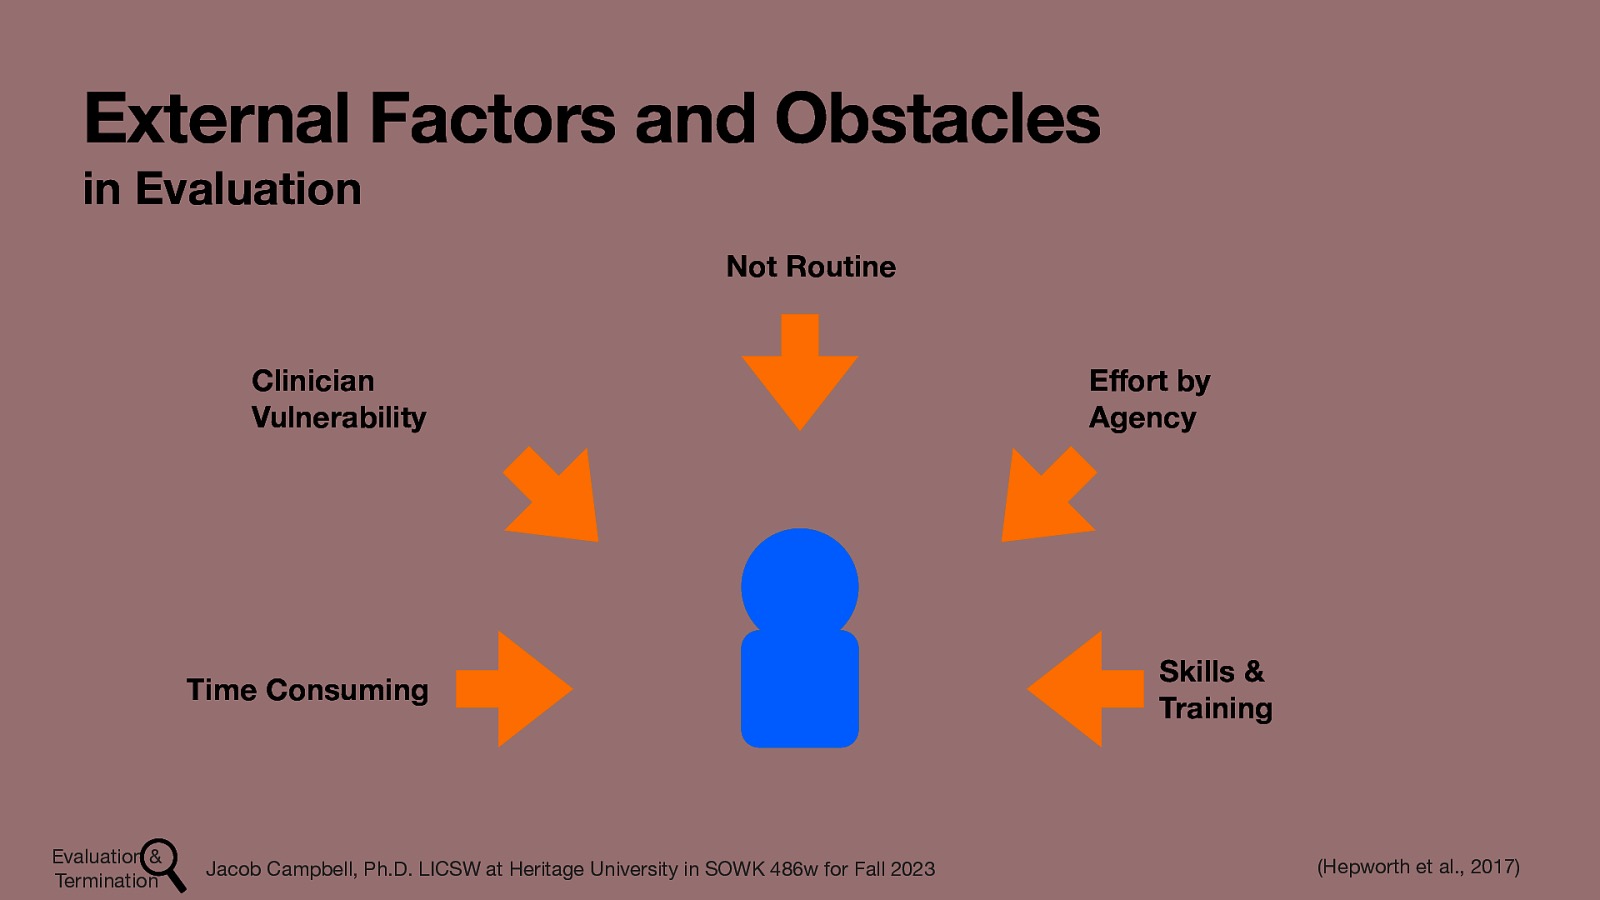 External Factors and Obstacles
in Evaluation
Not Routine
Clinician
Vulnerability
Effort by
Agency
Time Consuming
Skills &
Training
Evaluation &
Termination
Jacob Campbell, Ph.D. LICSW at Heritage University in SOWK 486w for Fall 2023
(Hepworth et al., 2017)